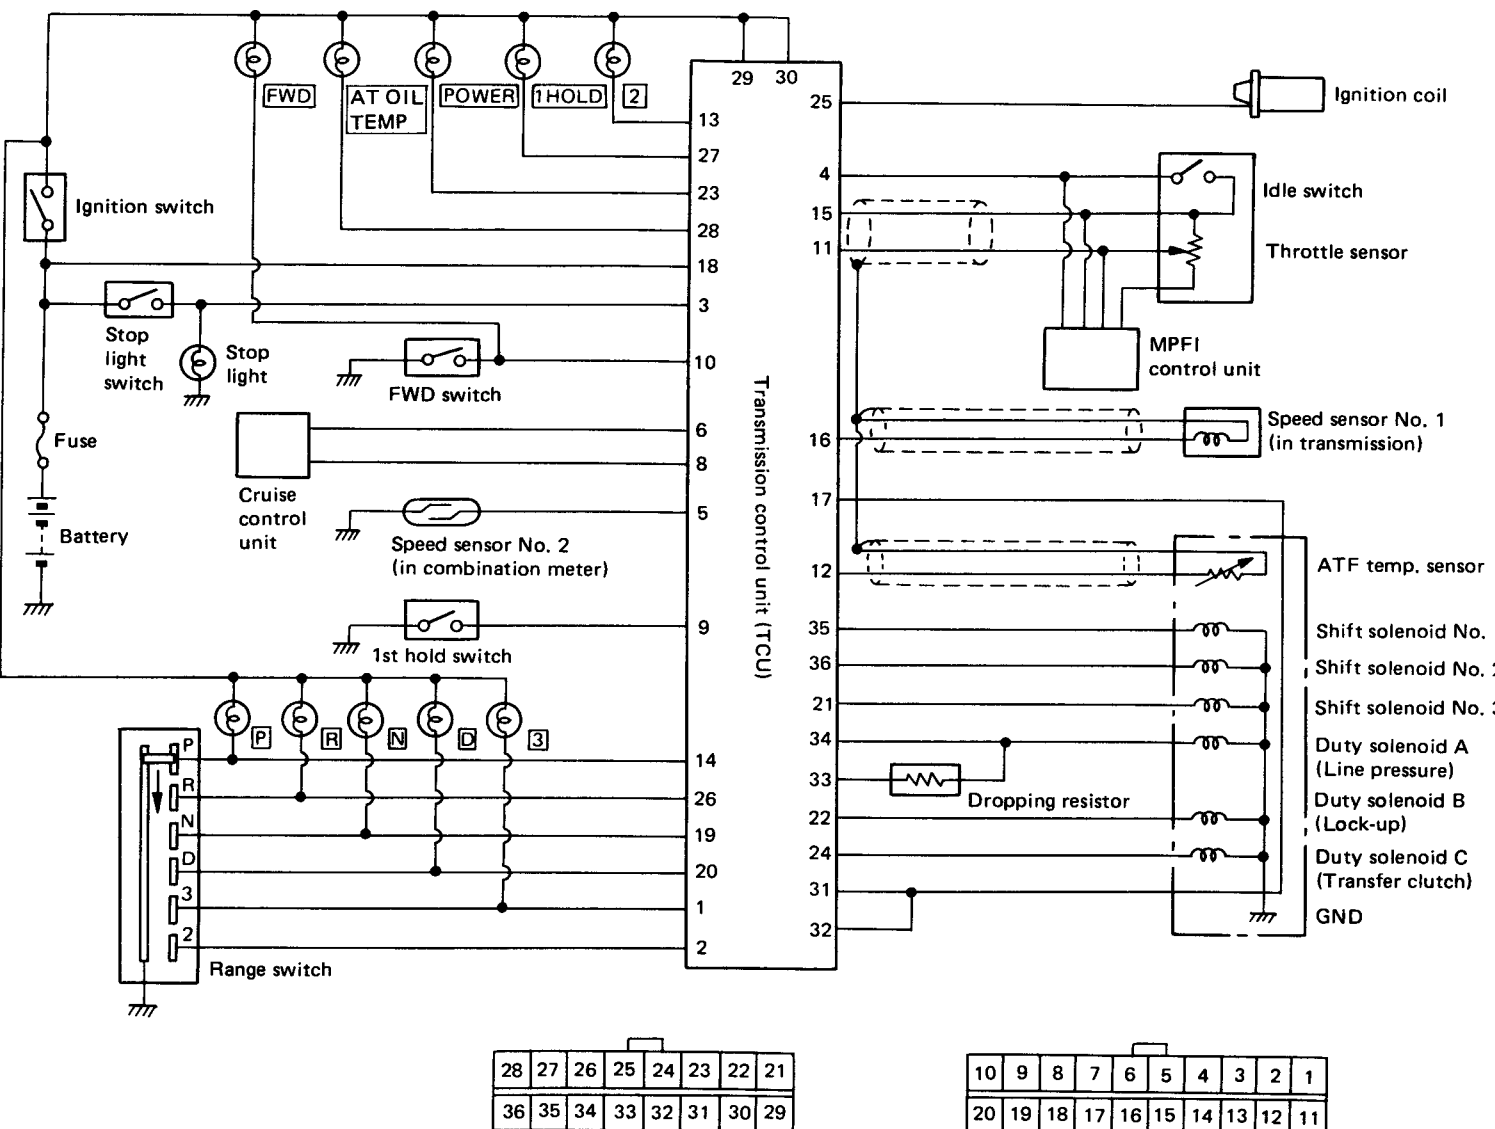 29 30
FWD
AT OIL
TEMP
POWER
1HOLD
2
13
27
23
28
18
3
10
6
8
5
9
14
26
19
20
1
2
Ignition switch
Stop
light
switch
Stop
light
FWD switch
Fuse
Battery
Cruise
control
unit
Speed sensor No. 2
(in combination meter)
1st hold switch
P
R
N
D
3
P
R
N
D
3
2
Range switch
Transmission control unit (TCU)
25
4
15
11
16
17
12
35
36
21
34
33
22
24
31
32
Ignition coil
Idle switch
Throttle sensor
MPFI
control unit
Speed sensor No. 1
(in transmission)
ATF temp. sensor
Shift solenoid No.
Shift solenoid No. 2
Shift solenoid No. 3
Duty solenoid A
(Line pressure)
Dropping resistor
Duty solenoid B
(Lock-up)
Duty solenoid C
(Transfer clutch)
GND
28 27 26 25 24 23 22 21
36 35 34 33 32 31 30 29
10 9 8 7 6 5 4 3 2 1
20 19 18 17 16 15 14 13 12 11